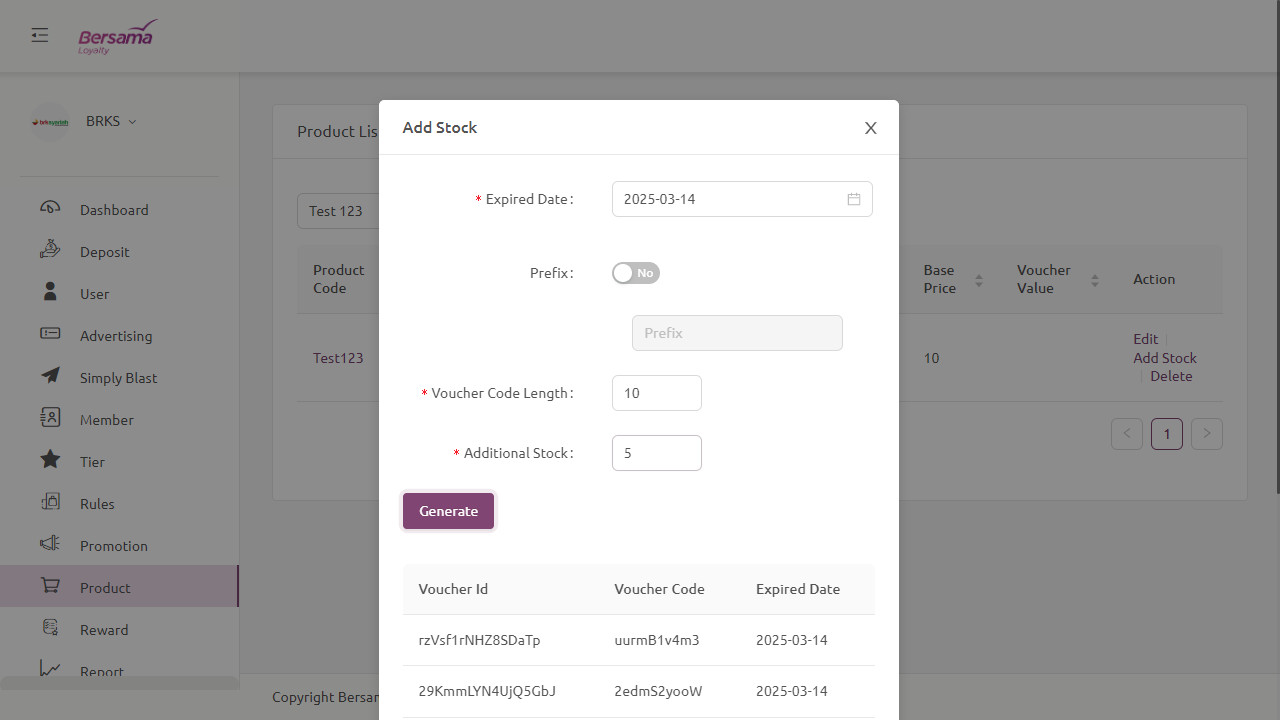 Bersama
Loyalty
BRKS
Dashboard
Deposit
User
Advertising
Simply Blast
Member
Tier
Rules
Promotion
Product
Reward
Report
Product Lis
Test 123
Product Code
Base Price
Voucher Value
Action
Test123
10
Edit
Add Stock
Delete
1
Copyright Bersam
Add Stock
* Expired Date:
2025-03-14
Prefix:
No
Prefix
* Voucher Code Length:
10
* Additional Stock:
5
Generate
Voucher Id Voucher Code Expired Date
rzVsf1rNHZ8SDaTp uurmB1v4m3 2025-03-14
29KmmLYN4UjQ5GbJ 2edmS2yooW 2025-03-14